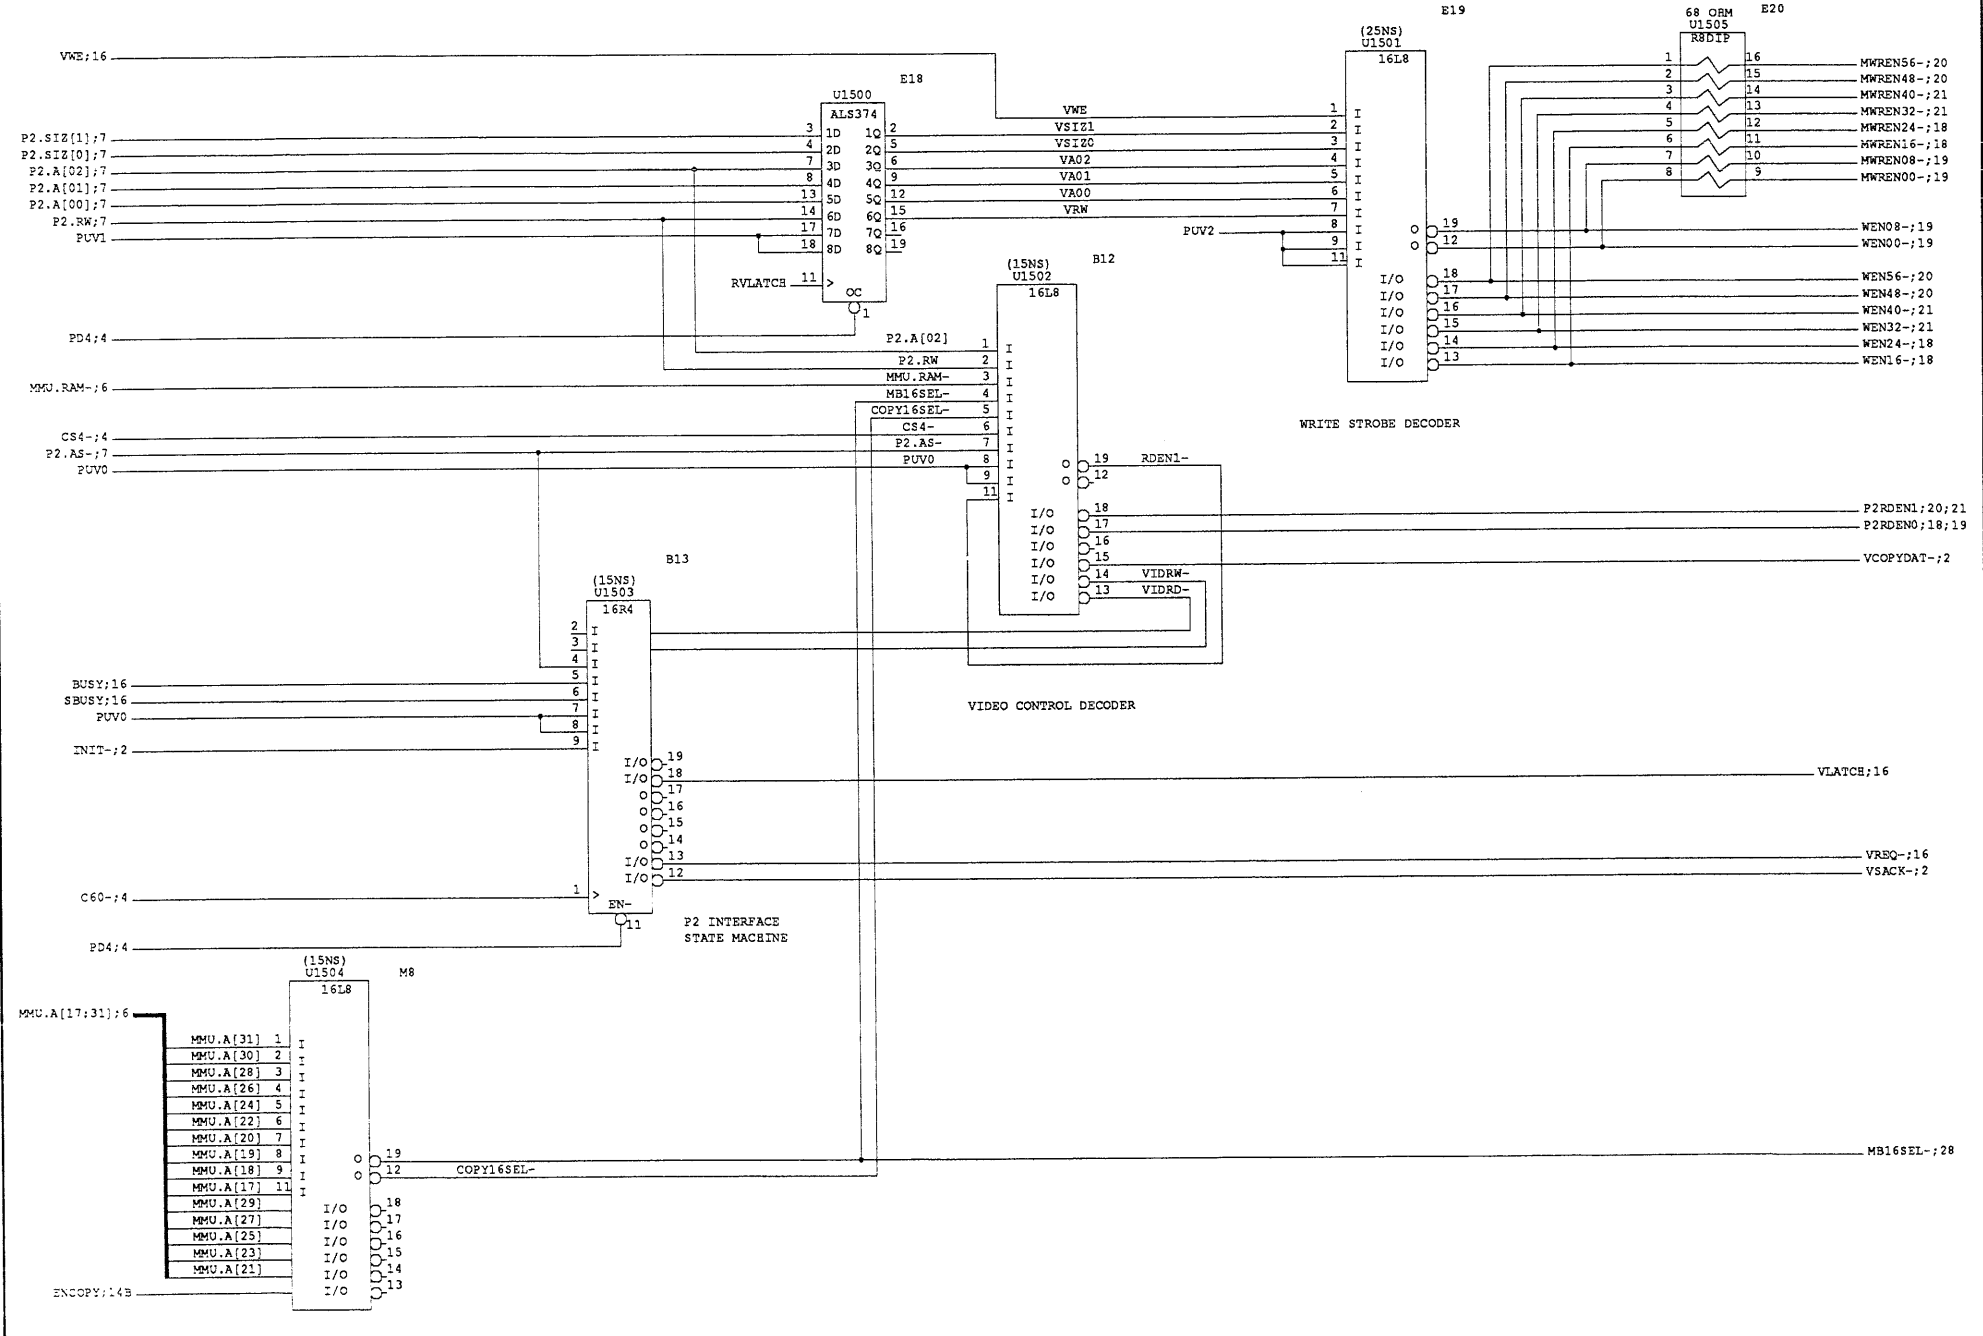 E19
68 OHM E20
U1505
R8DIP
(25NS)
U1501
16L8
VWE;16
1 16 MWREN56-;20
2 15 MWREN48-;20
3 14 MWREN40-;21
4 13 MWREN32-;21
5 12 MWREN24-;18
6 11 MWREN16-;18
7 10 MWREN08-;19
8 9 MWREN00-;19
E18
U1500
ALS374
P2.SIZ[1];7 3 1D 1Q 2
P2.SIZ[0];7 4 2D 2Q 5
P2.A[02];7 7 3D 3Q 6
P2.A[01];7 8 4D 4Q 9
P2.A[00];7 13 5D 5Q 12
P2.RW;7 14 6D 6Q 15
PUV1 17 7D 7Q 16
18 8D 8Q 19
RVLATCH 11 >
OC
1
PD4;4
VWE 1 I
VSIZ1 2 I
VSIZ0 3 I
VA02 4 I
VA01 5 I
VA00 6 I
VRW 7 I
PUV2 8 I
9 I
11 I
O 19 WEN08-;19
O 12 WEN00-;19
I/O 18 WEN56-;20
I/O 17 WEN48-;20
I/O 16 WEN40-;21
I/O 15 WEN32-;21
I/O 14 WEN24-;18
I/O 13 WEN16-;18
WRITE STROBE DECODER
B12
(15NS)
U1502
16L8
P2.A[02] 1 I
P2.RW 2 I
MMU.RAM-;6 MMU.RAM- 3 I
MB16SEL- 4 I
COPY16SEL- 5 I
CS4-;4 CS4- 6 I
P2.AS-;7 P2.AS- 7 I
PUV0 PUV0 8 I
9 I
11 I
O 19 RDEN1-
O 12
I/O 18 P2RDEN1;20;21
I/O 17 P2RDEN0;18;19
I/O 16
I/O 15 VCOPYDAT-;2
I/O 14 VIDRW-
I/O 13 VIDRD-
VIDEO CONTROL DECODER
B13
(15NS)
U1503
16R4
2 I
3 I
4 I
BUSY;16 5 I
SBUSY;16 6 I
PUV0 7 I
8 I
INIT-;2 9 I
I/O 19
I/O 18 VLATCH;16
O 17
O 16
O 15
O 14
I/O 13 VREQ-;16
I/O 12 VSACK-;2
C60-;4 1 >
EN-
11
PD4;4
P2 INTERFACE
STATE MACHINE
(15NS)
U1504 M8
16L8
MMU.A[17;31];6
MMU.A[31] 1 I
MMU.A[30] 2 I
MMU.A[28] 3 I
MMU.A[26] 4 I
MMU.A[24] 5 I
MMU.A[22] 6 I
MMU.A[20] 7 I
MMU.A[19] 8 I
MMU.A[18] 9 I
MMU.A[17] 11 I
MMU.A[29]
MMU.A[27]
MMU.A[25]
MMU.A[23]
MMU.A[21]
ENCOPY;14B
O 19 MB16SEL-;28
O 12 COPY16SEL-
I/O 18
I/O 17
I/O 16
I/O 15
I/O 14
I/O 13